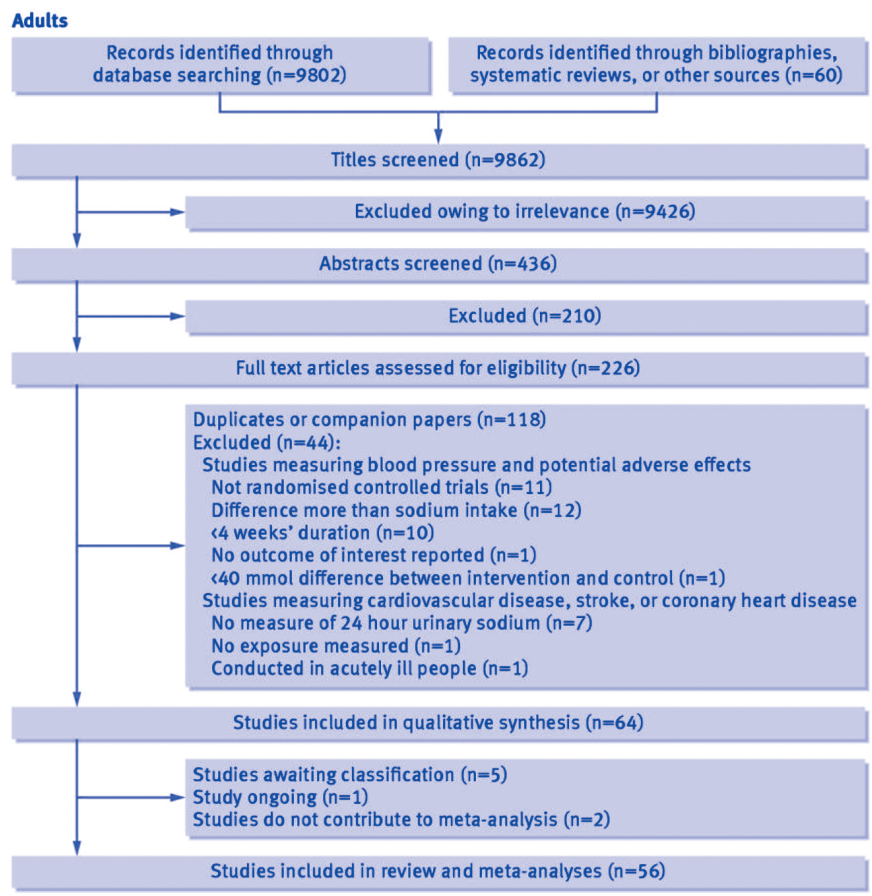 Adults
Records identified through
database searching (n=9802)
Records identified through bibliographies,
systematic reviews, or other sources (n=60)
Titles screened (n=9862)
Excluded owing to irrelevance (n=9426)
Abstracts screened (n=436)
Excluded (n=210)
Full text articles assessed for eligibility (n=226)
Duplicates or companion papers (n=118)
Excluded (n=44):
Studies measuring blood pressure and potential adverse effects
Not randomised controlled trials (n=11)
Difference more than sodium intake (n=12)
<4 weeks’ duration (n=10)
No outcome of interest reported (n=1)
<40 mmol difference between intervention and control (n=1)
Studies measuring cardiovascular disease, stroke, or coronary heart disease
No measure of 24 hour urinary sodium (n=7)
No exposure measured (n=1)
Conducted in acutely ill people (n=1)
Studies included in qualitative synthesis (n=64)
Studies awaiting classification (n=5)
Study ongoing (n=1)
Studies do not contribute to meta-analysis (n=2)
Studies included in review and meta-analyses (n=56)